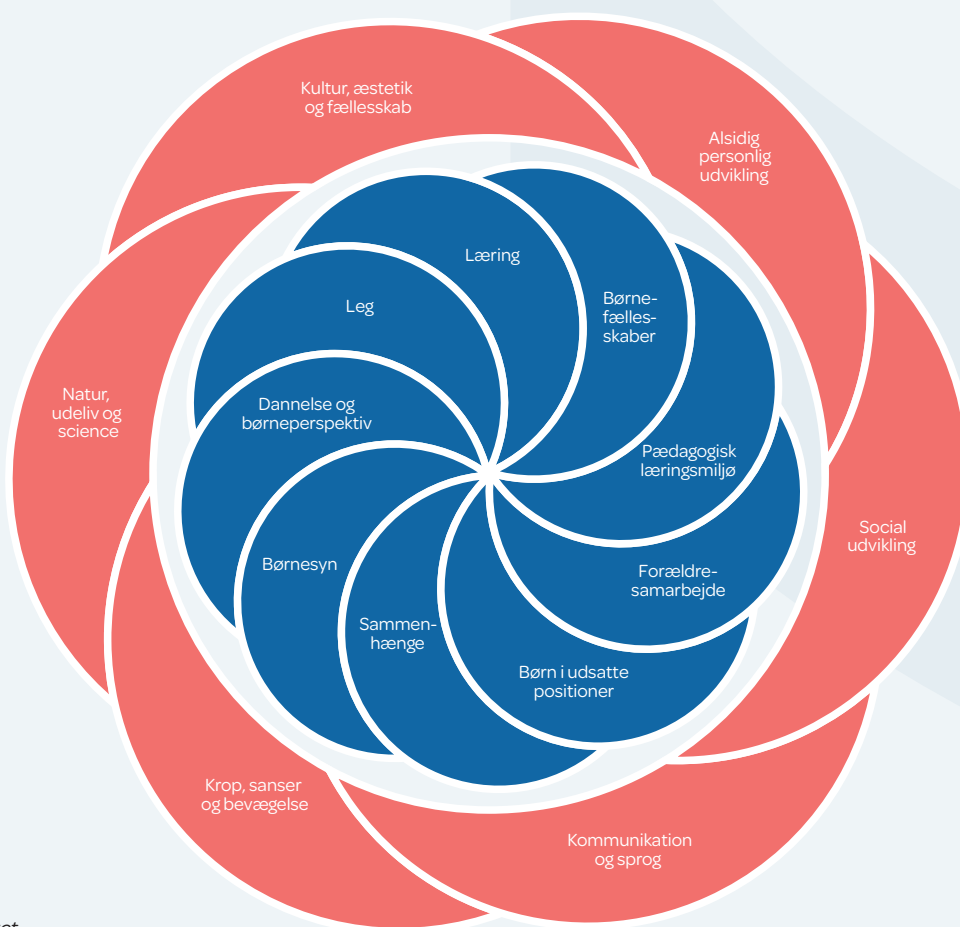 Kultur, æstetik
og fællesskab
Alsidig
personlig
udvikling
Læring
Børne-
fælles-
skaber
Leg
Natur,
udeliv og
science
Dannelse og
børneperspektiv
Pædagogisk
læringsmiljø
Social
udvikling
Børnesyn
Forældre-
samarbejde
Sammen-
hænge
Børn i udsatte
positioner
Krop, sanser
og bevægelse
Kommunikation
og sprog